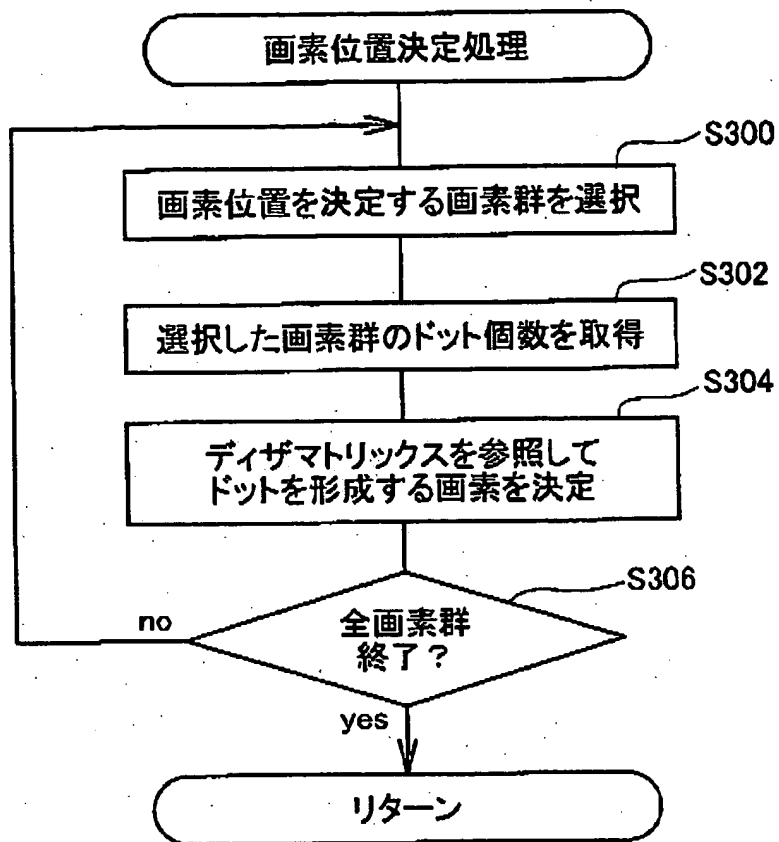 画素位置決定処理
S300
画素位置を決定する画素群を選択
S302
選択した画素群のドット個数を取得
S304
ディザマトリックスを参照して
ドットを形成する画素を決定
S306
no
全画素群
終了？
yes
リターン